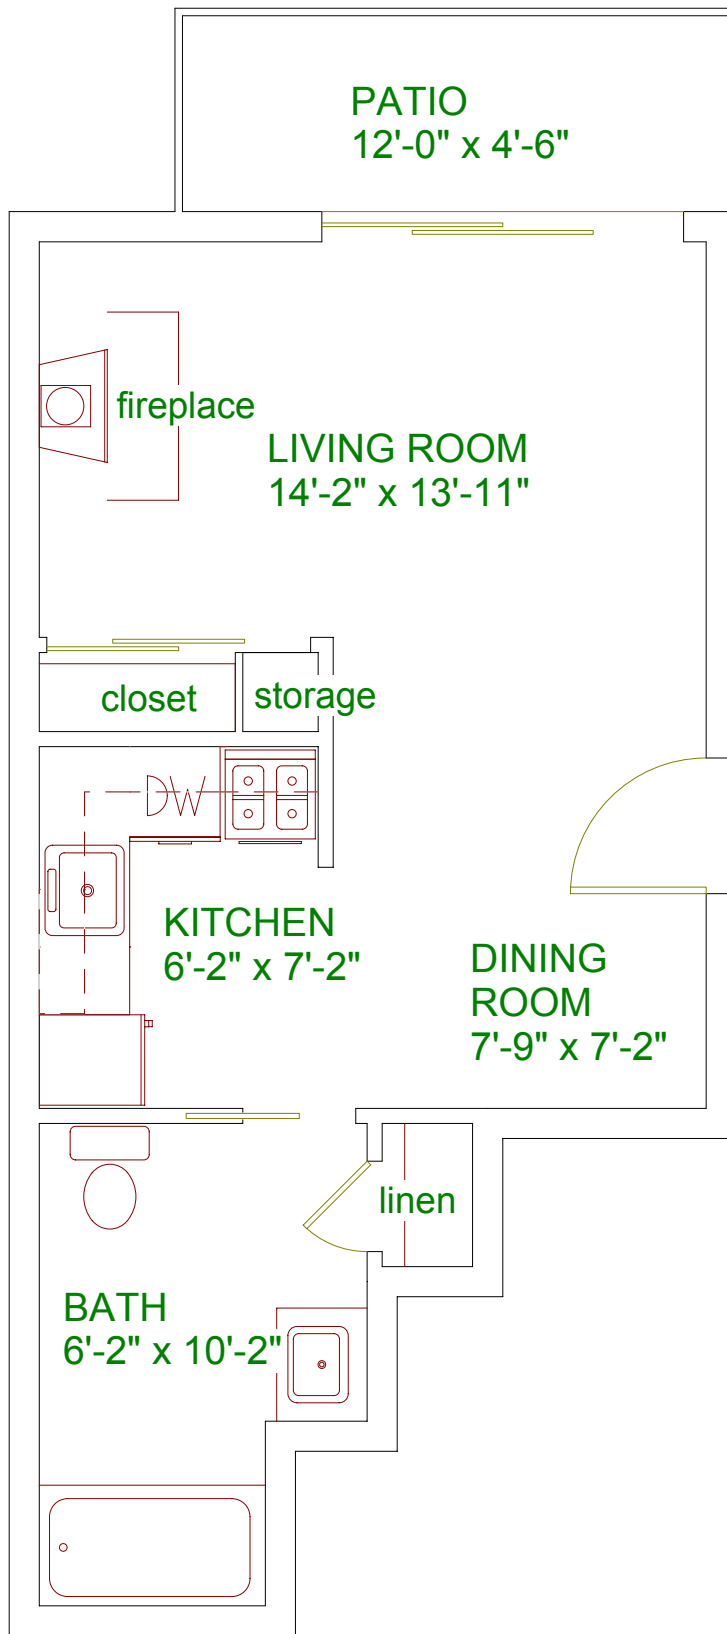 PATIO
12'-0" x 4'-6"
fireplace
LIVING ROOM
14'-2" x 13'-11"
closet
storage
DW
KITCHEN
6'-2" x 7'-2"
DINING
ROOM
7'-9" x 7'-2"
linen
BATH
6'-2" x 10'-2"